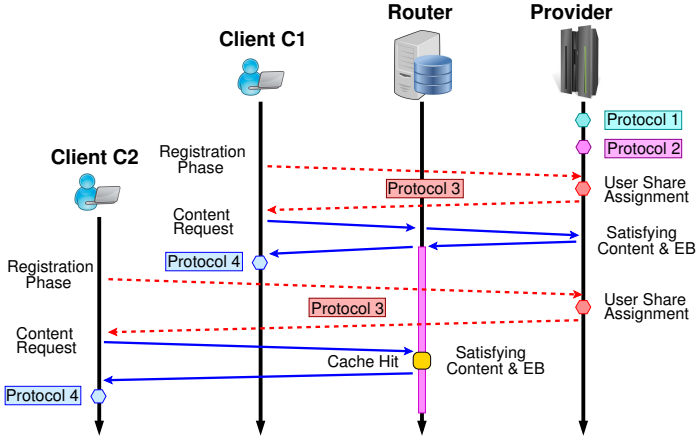 Router
Provider
Client C1
Protocol 1
Protocol 2
Client C2
Registration
Phase
Protocol 3
User Share
Assignment
Content
Request
Satisfying
Content & EB
Protocol 4
Registration
Phase
Protocol 3
User Share
Assignment
Content
Request
Cache Hit
Satisfying
Content & EB
Protocol 4